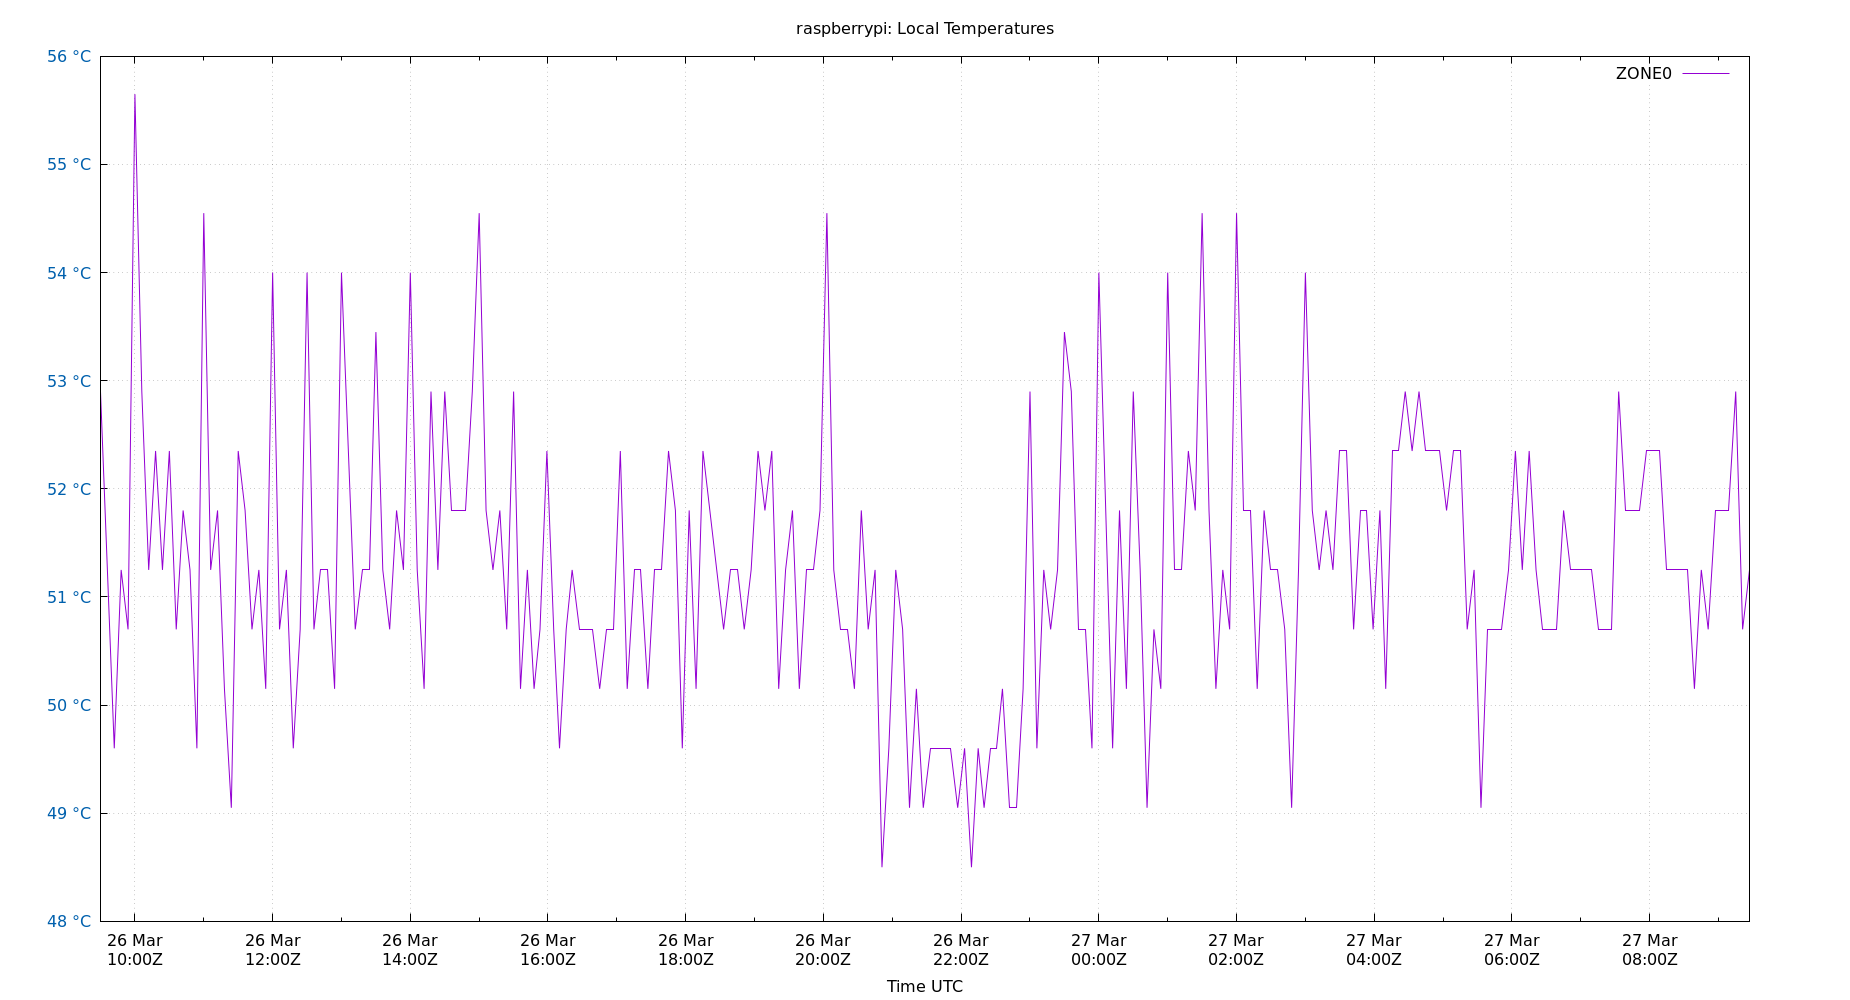 raspberrypi: Local Temperatures
56 °C
ZONE0
55 °C
54 °C
53 °C
52 °C
51 °C
50 °C
49 °C
48 °C
26 Mar 26 Mar 26 Mar 26 Mar 26 Mar 26 Mar 26 Mar 27 Mar 27 Mar 27 Mar 27 Mar 27 Mar
10:00Z 12:00Z 14:00Z 16:00Z 18:00Z 20:00Z 22:00Z 00:00Z 02:00Z 04:00Z 06:00Z 08:00Z
Time UTC